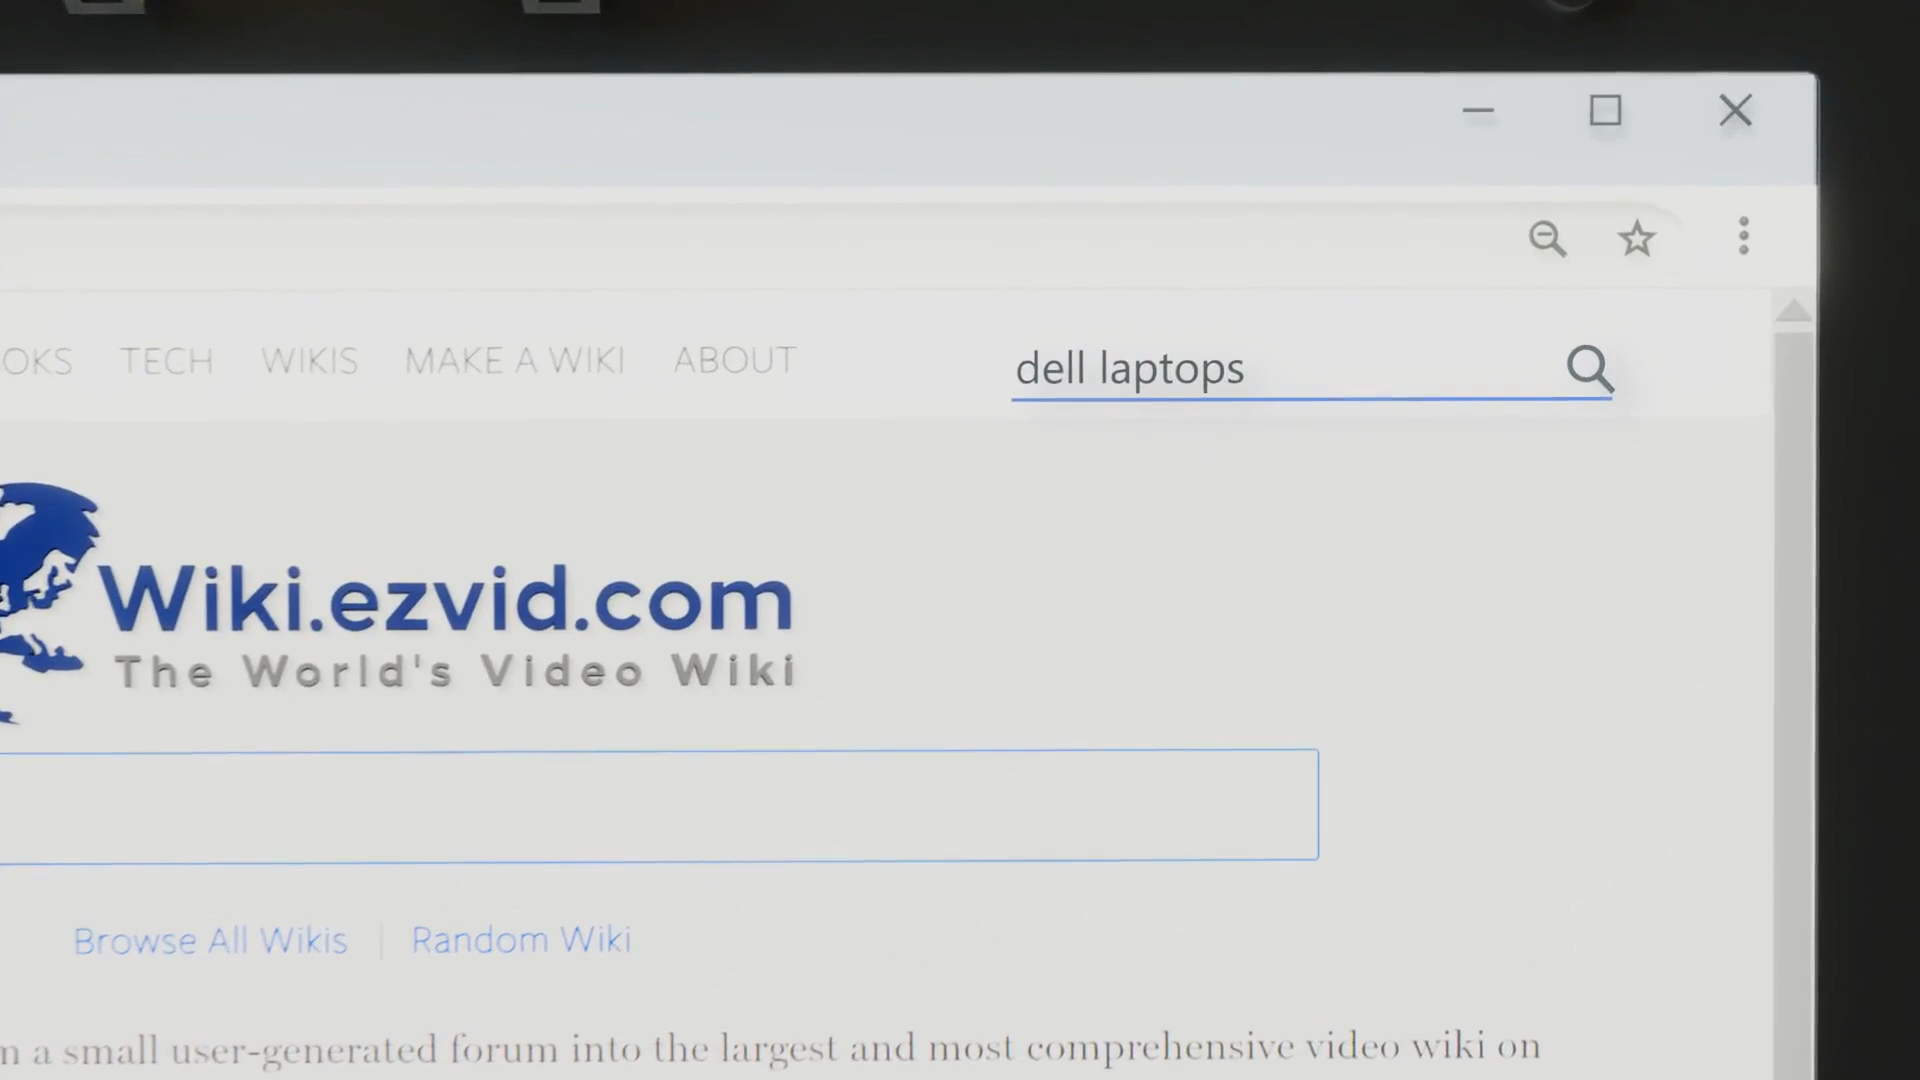 OKS TECH WIKIS MAKE A WIKI ABOUT
dell laptops
Wiki.ezvid.com
The World's Video Wiki
Browse All Wikis | Random Wiki
n a small user-generated forum into the largest and most comprehensive video wiki on